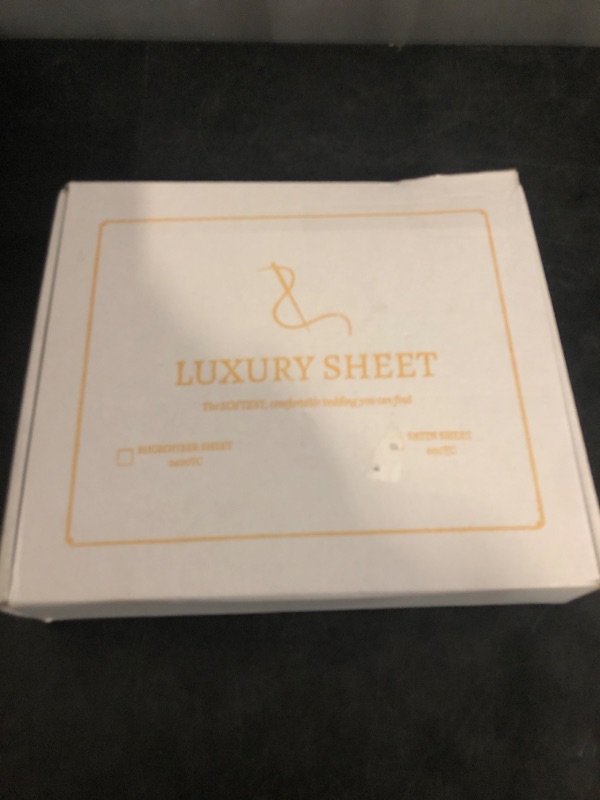 LUXURY SHEET
The SOFTEST, comfortable bedding you can find
MICROFIBER SHEET
SATIN SHEET